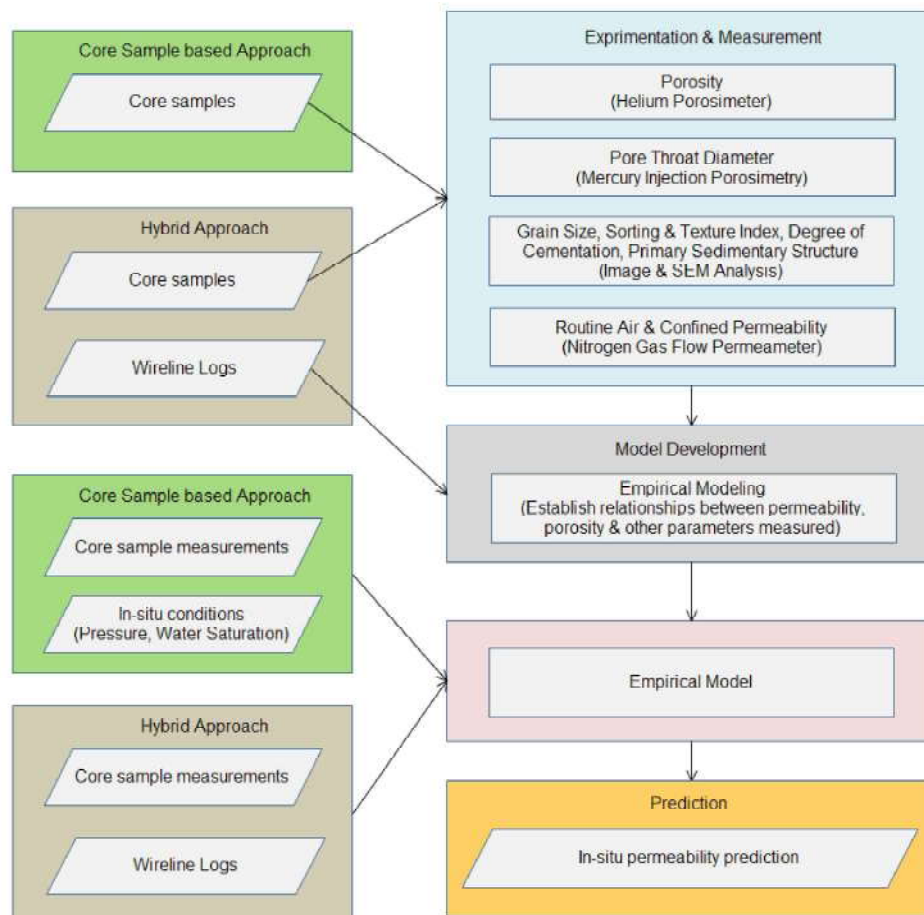 Core Sample based Approach
Core samples
Hybrid Approach
Core samples
Wireline Logs
Core Sample based Approach
Core sample measurements
In-situ conditions
(Pressure, Water Saturation)
Hybrid Approach
Core sample measurements
Wireline Logs
Exprimentation & Measurement
Porosity
(Helium Porosimeter)
Pore Throat Diameter
(Mercury Injection Porosimetry)
Grain Size, Sorting & Texture Index, Degree of
Cementation, Primary Sedimentary Structure
(Image & SEM Analysis)
Routine Air & Confined Permeability
(Nitrogen Gas Flow Permeameter)
Model Development
Empirical Modeling
(Establish relationships between permeability,
porosity & other parameters measured)
Empirical Model
Prediction
In-situ permeability prediction